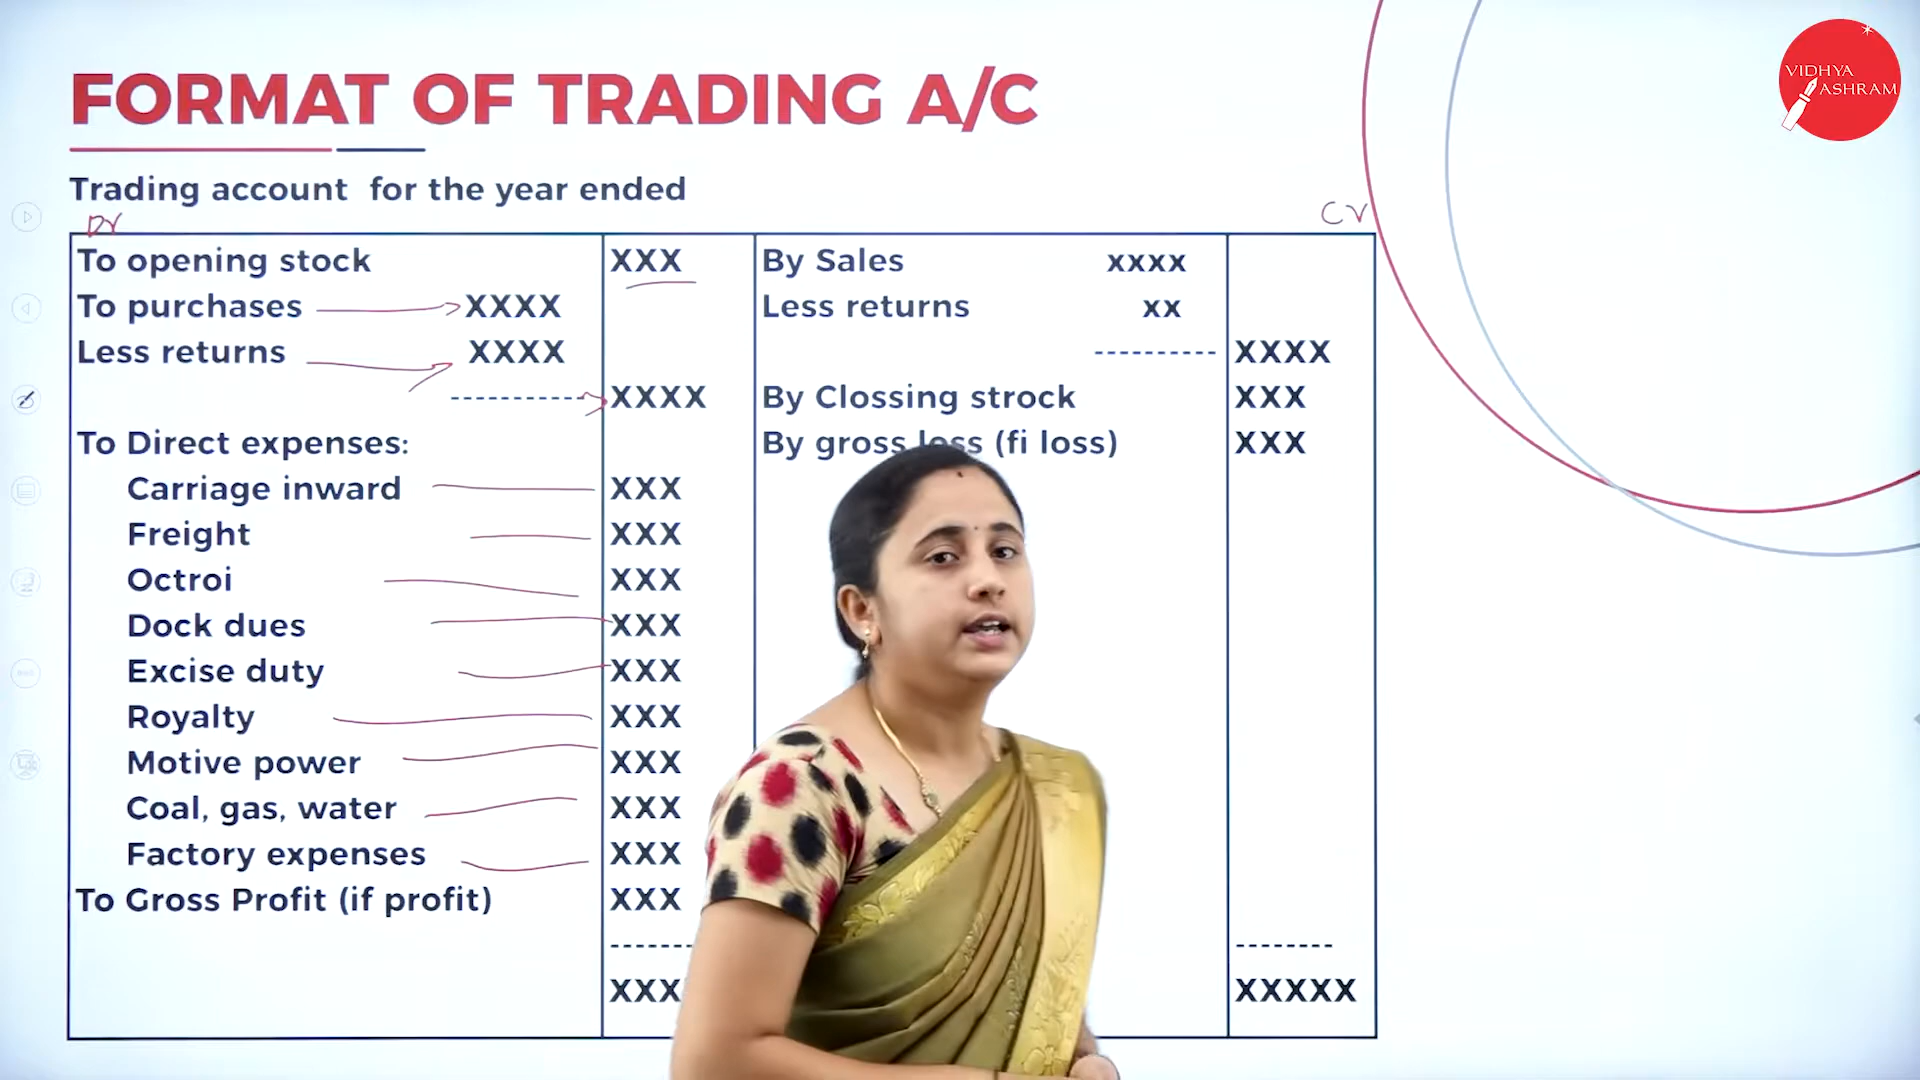 VIDHYA
ASHRAM
FORMAT OF TRADING A/C
Trading account for the year ended
Dr
Cr
To opening stock XXX By Sales xxxx
To purchases XXXX Less returns xx
Less returns XXXX ---------- XXXX
---------- XXXX By Clossing strock XXX
To Direct expenses: By gross loss (fi loss) XXX
Carriage inward XXX
Freight XXX
Octroi XXX
Dock dues XXX
Excise duty XXX
Royalty XXX
Motive power XXX
Coal, gas, water XXX
Factory expenses XXX
To Gross Profit (if profit) XXX
------- --------
XXX XXXXX